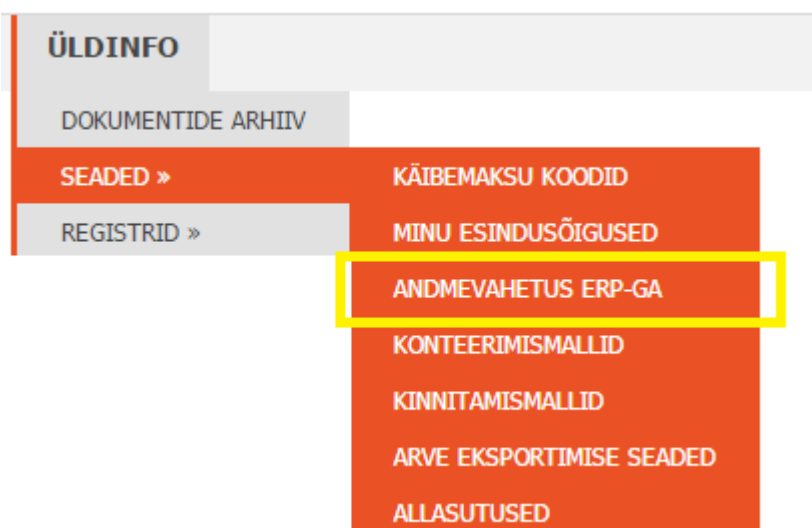 ÜLDINFO
DOKUMENTIDE ARHIIV
SEADED »
REGISTRID »
KÄIBEMAKSU KOODID
MINU ESINDUSÕIGUSED
ANDMEVAHETUS ERP-GA
KONTEERIMISMALLID
KINNITAMISMALLID
ARVE EKSPORTIMISE SEADED
ALLASUTUSED